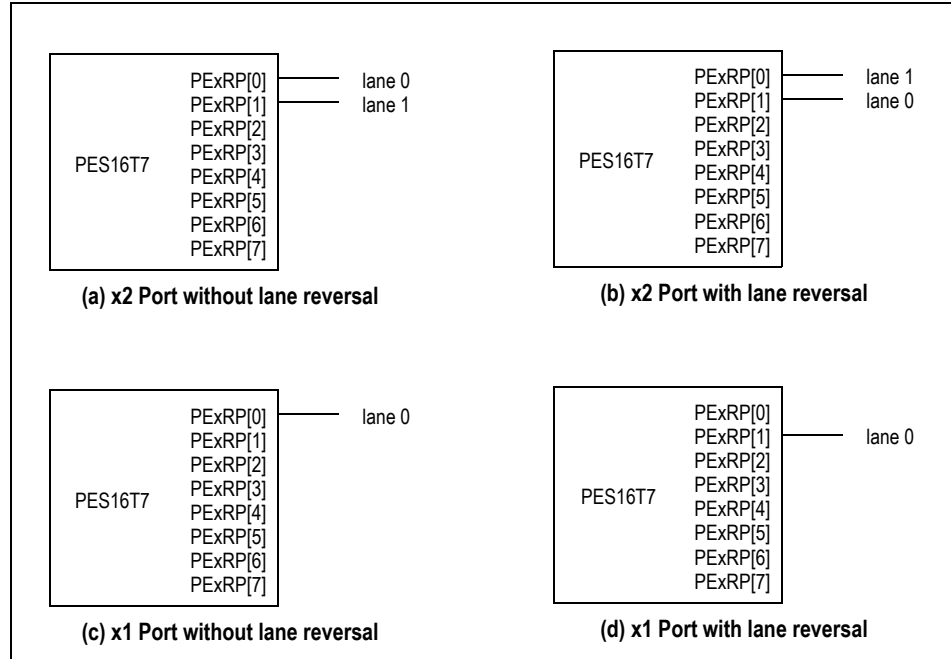 PES16T7
PExRP[0]
PExRP[1]
PExRP[2]
PExRP[3]
PExRP[4]
PExRP[5]
PExRP[6]
PExRP[7]
lane 0
lane 1
(a) x2 Port without lane reversal
PES16T7
PExRP[0]
PExRP[1]
PExRP[2]
PExRP[3]
PExRP[4]
PExRP[5]
PExRP[6]
PExRP[7]
lane 1
lane 0
(b) x2 Port with lane reversal
PES16T7
PExRP[0]
PExRP[1]
PExRP[2]
PExRP[3]
PExRP[4]
PExRP[5]
PExRP[6]
PExRP[7]
lane 0
(c) x1 Port without lane reversal
PES16T7
PExRP[0]
PExRP[1]
PExRP[2]
PExRP[3]
PExRP[4]
PExRP[5]
PExRP[6]
PExRP[7]
lane 0
(d) x1 Port with lane reversal